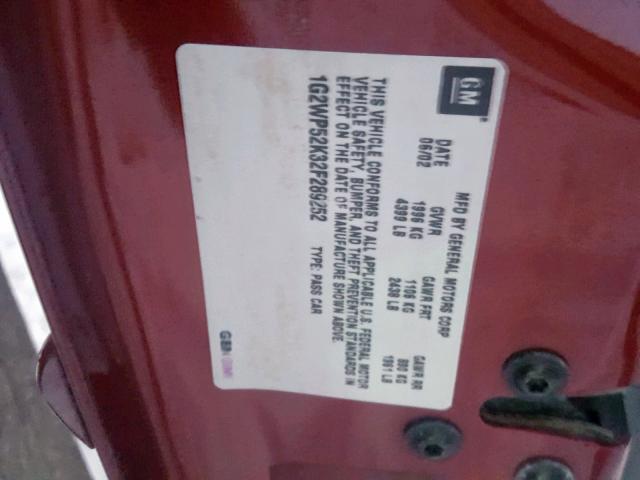 GM®
MFD BY GENERAL MOTORS CORP
DATE GVWR GAWR FRT GAWR RR
06/02 1996 KG 1106 KG 890 KG
4399 LB 2438 LB 1961 LB
THIS VEHICLE CONFORMS TO ALL APPLICABLE U.S. FEDERAL MOTOR
VEHICLE SAFETY, BUMPER, AND THEFT PREVENTION STANDARDS IN
EFFECT ON THE DATE OF MANUFACTURE SHOWN ABOVE.
1G2WP52K32F289252 TYPE: PASS CAR